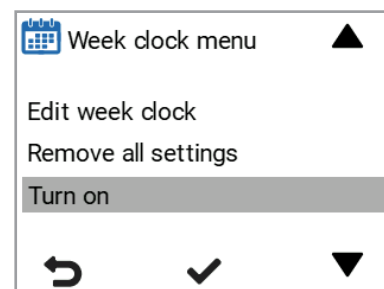 Week clock menu
Edit week clock
Remove all settings
Turn on